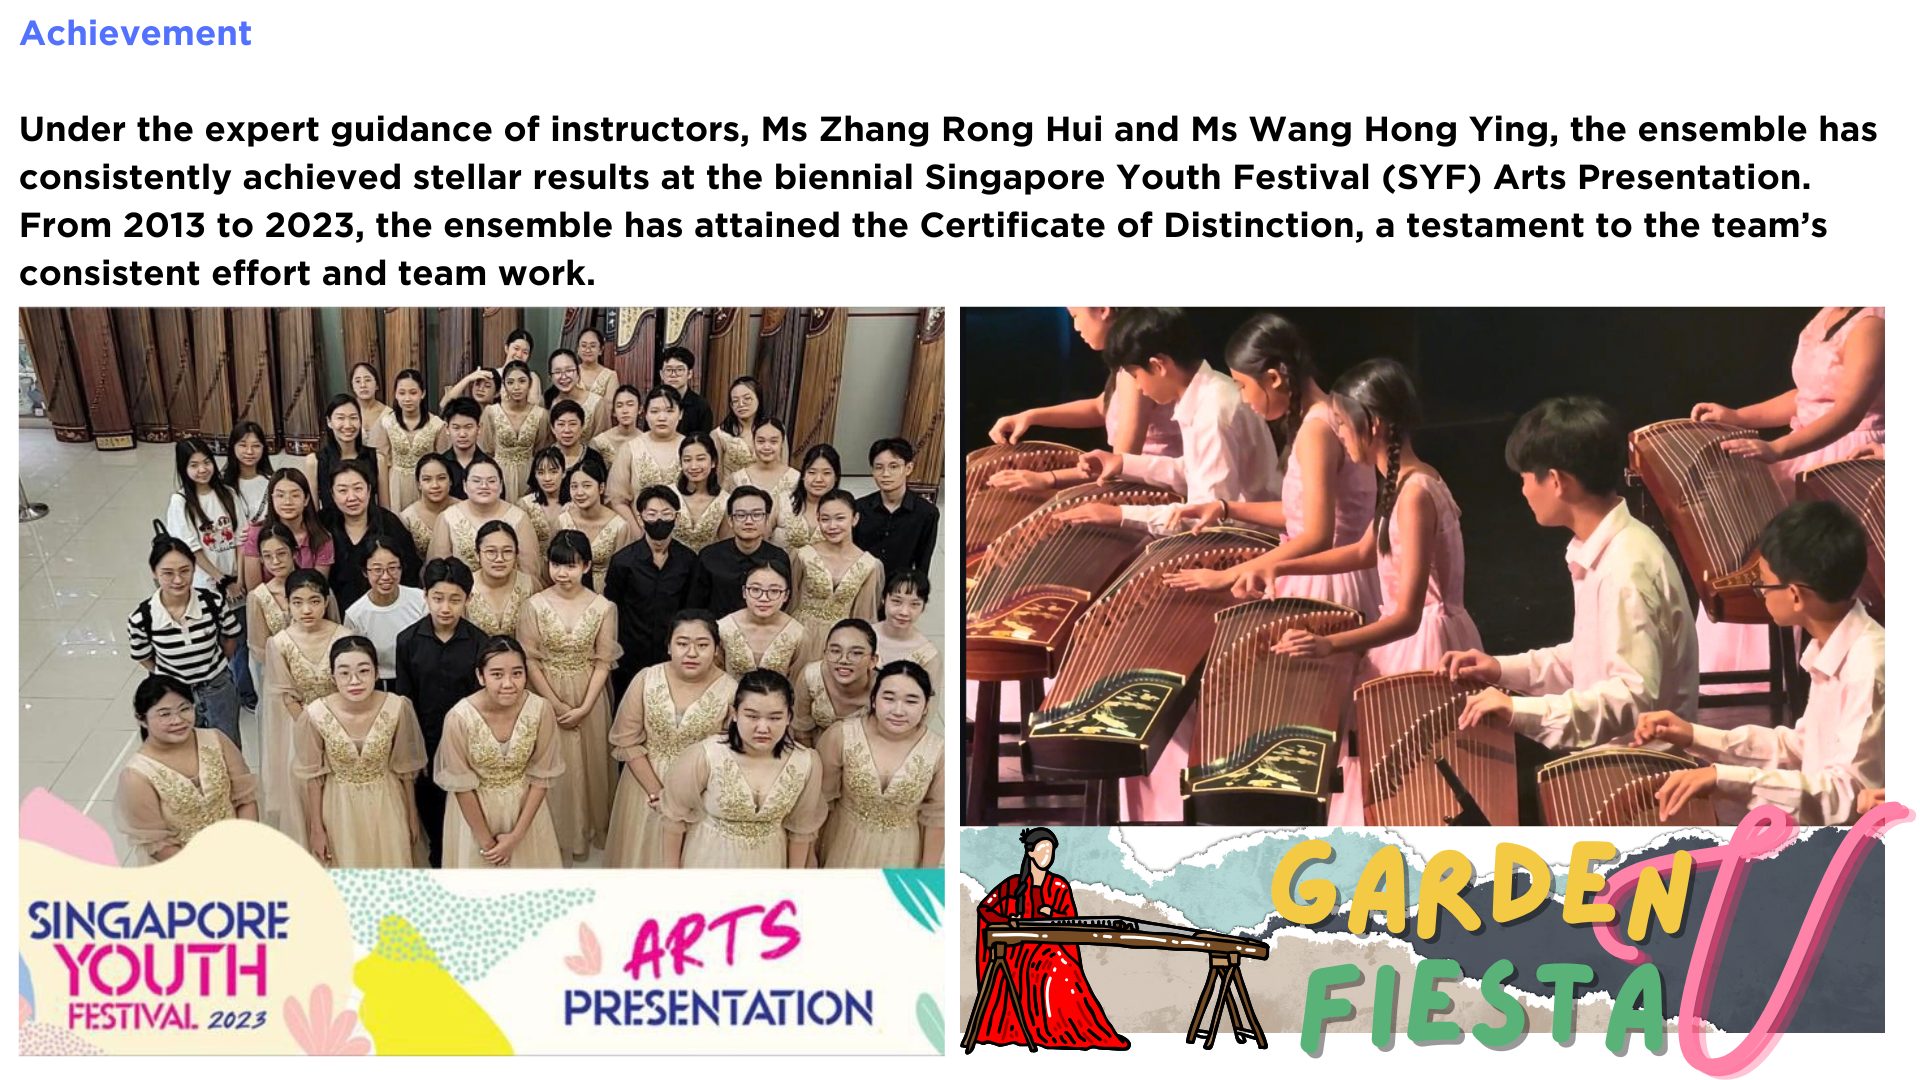 Achievement
Under the expert guidance of instructors, Ms Zhang Rong Hui and Ms Wang Hong Ying, the ensemble has
consistently achieved stellar results at the biennial Singapore Youth Festival (SYF) Arts Presentation.
From 2013 to 2023, the ensemble has attained the Certificate of Distinction, a testament to the team’s
consistent effort and team work.
SINGAPORE
YOUTH
FESTIVAL 2023
ARTS
PRESENTATION
GARDEN
FIESTA
V